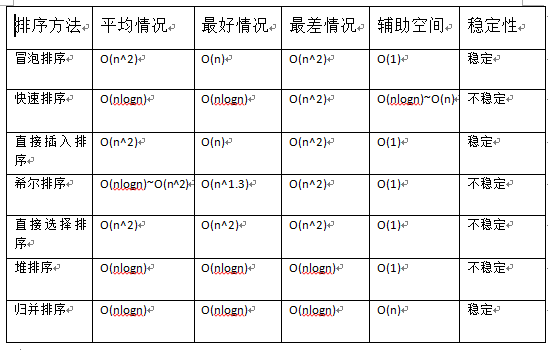 排序方法 平均情况 最好情况 最差情况 辅助空间 稳定性
冒泡排序 O(n^2) O(n) O(n^2) O(1) 稳定
快速排序 O(nlogn) O(nlogn) O(n^2) O(nlogn)~O(n) 不稳定
直接插入排 O(n^2) O(n) O(n^2) O(1) 稳定
序
希尔排序 O(nlogn)~O(n^2) O(n^1.3) O(n^2) O(1) 不稳定
直接选择排 O(n^2) O(n^2) O(n^2) O(1) 不稳定
序
堆排序 O(nlogn) O(nlogn) O(nlogn) O(1) 不稳定
归并排序 O(nlogn) O(nlogn) O(nlogn) O(n) 稳定